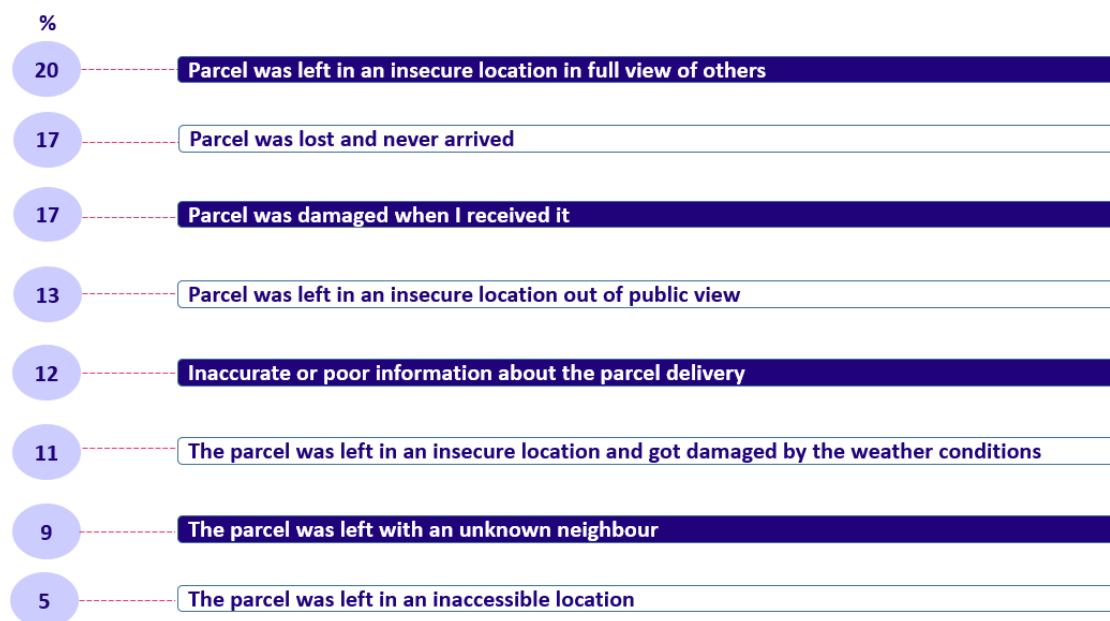 %
20 Parcel was left in an insecure location in full view of others
17 Parcel was lost and never arrived
17 Parcel was damaged when I received it
13 Parcel was left in an insecure location out of public view
12 Inaccurate or poor information about the parcel delivery
11 The parcel was left in an insecure location and got damaged by the weather conditions
9 The parcel was left with an unknown neighbour
5 The parcel was left in an inaccessible location